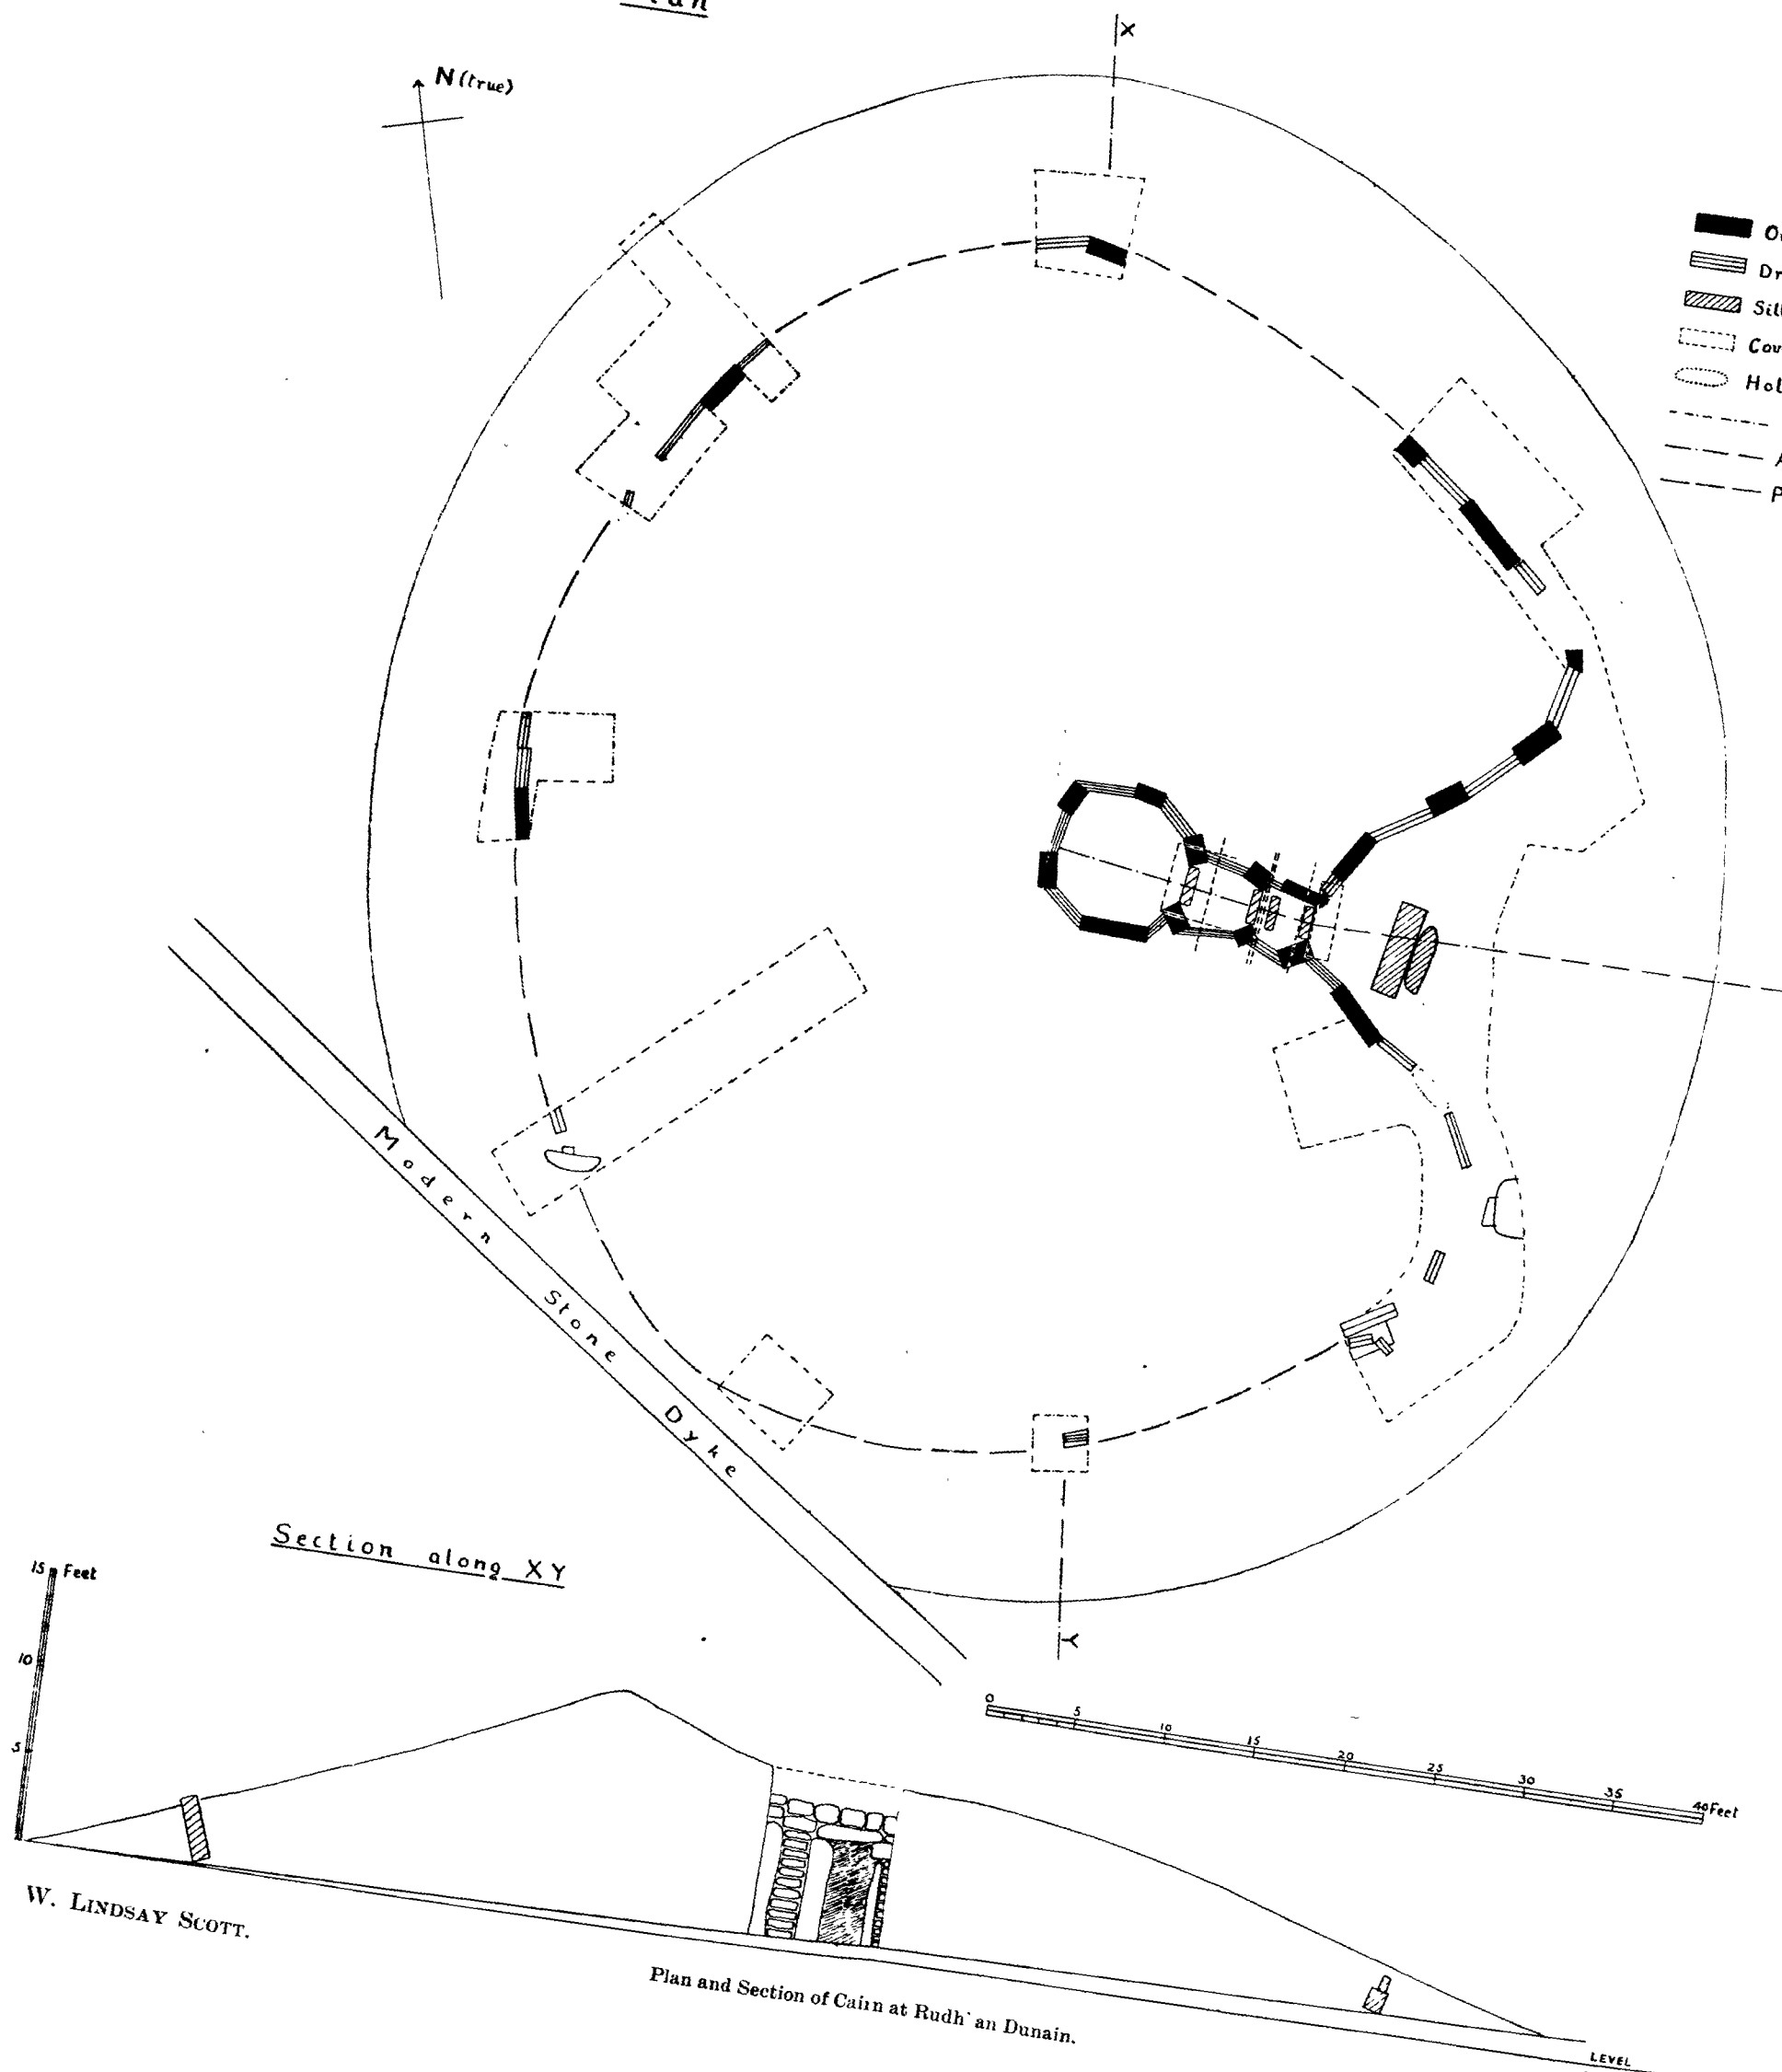 X
N (true)
Modern Stone Dyke
Y
Section along XY
15 Feet
10
5
0 5 10 15 20 25 30 35 40 Feet
W. LINDSAY SCOTT.
Plan and Section of Cairn at Rudh' an Dunain.
LEVEL